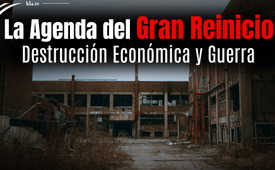 kla.tv
La Agenda del Gran Reinicio
Destrucción Económica y Guerra